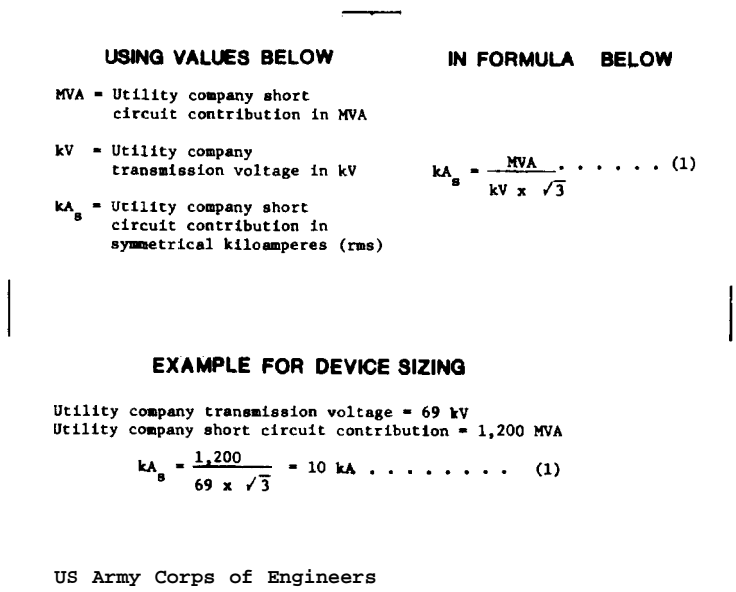 USING VALUES BELOW
IN FORMULA BELOW
MVA = Utility company short
circuit contribution in MVA
kV = Utility company
transmission voltage in kV
kAs = Utility company short
circuit contribution in
symmetrical kiloamperes (rms)
kAs = MVA / kV x √3 . . . . . . (1)
EXAMPLE FOR DEVICE SIZING
Utility company transmission voltage = 69 kV
Utility company short circuit contribution = 1,200 MVA
kAs = 1,200 / 69 x √3 = 10 kA . . . . . . . . (1)
US Army Corps of Engineers